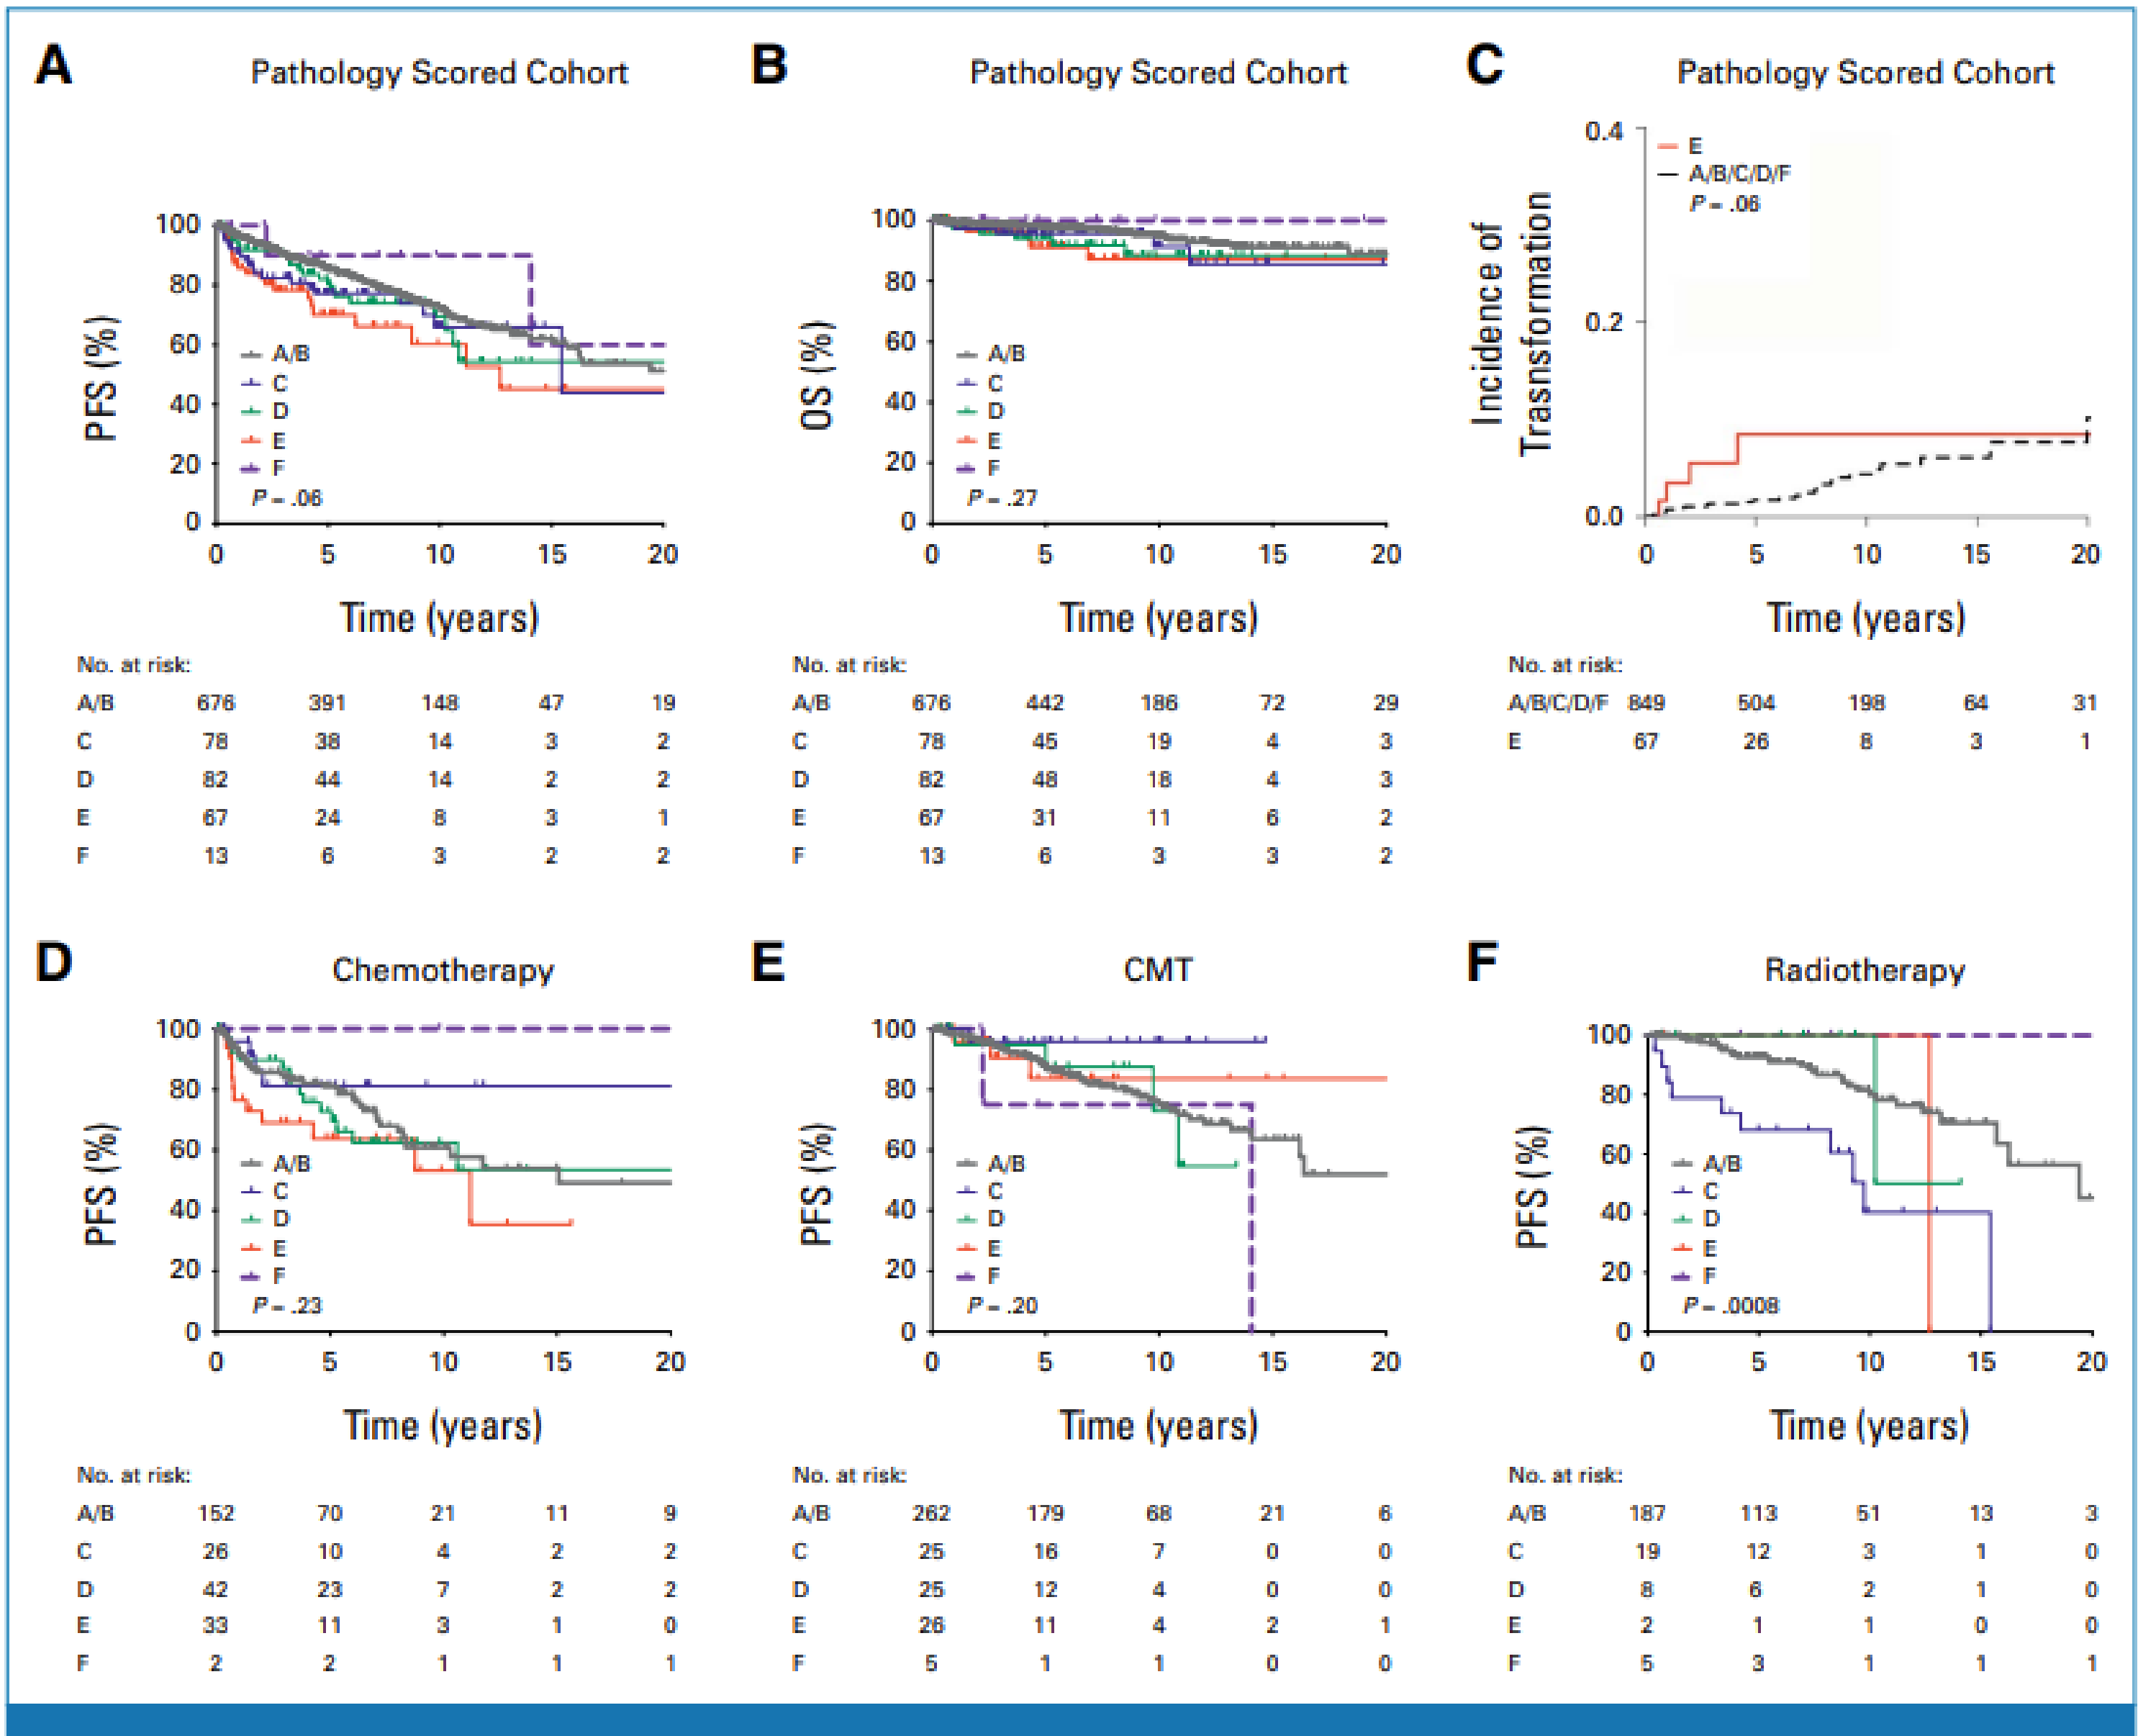 A Pathology Scored Cohort
PFS (%)
100
80
60
40
20
0
A/B
C
D
E
F
P = .06
0 5 10 15 20
Time (years)
No. at risk:
A/B 676 391 148 47 19
C 78 38 14 3 2
D 82 44 14 2 2
E 67 24 8 3 1
F 13 6 3 2 2
B Pathology Scored Cohort
OS (%)
100
80
60
40
20
0
A/B
C
D
E
F
P = .27
0 5 10 15 20
Time (years)
No. at risk:
A/B 676 442 186 72 29
C 78 45 19 4 3
D 82 48 18 4 3
E 67 31 11 6 2
F 13 6 3 3 2
C Pathology Scored Cohort
Incidence of
Trasnsformation
0.4
0.2
0.0
E
A/B/C/D/F
P = .06
0 5 10 15 20
Time (years)
No. at risk:
A/B/C/D/F 849 504 198 64 31
E 67 26 8 3 1
D Chemotherapy
PFS (%)
100
80
60
40
20
0
A/B
C
D
E
F
P = .23
0 5 10 15 20
Time (years)
No. at risk:
A/B 152 70 21 11 9
C 26 10 4 2 2
D 42 23 7 2 2
E 33 11 3 1 0
F 2 2 1 1 1
E CMT
PFS (%)
100
80
60
40
20
0
A/B
C
D
E
F
P = .20
0 5 10 15 20
Time (years)
No. at risk:
A/B 262 179 68 21 6
C 25 16 7 0 0
D 25 12 4 0 0
E 26 11 4 2 1
F 5 1 1 0 0
F Radiotherapy
PFS (%)
100
80
60
40
20
0
A/B
C
D
E
F
P = .0008
0 5 10 15 20
Time (years)
No. at risk:
A/B 187 113 51 13 3
C 19 12 3 1 0
D 8 6 2 1 0
E 2 1 1 0 0
F 5 3 1 1 1